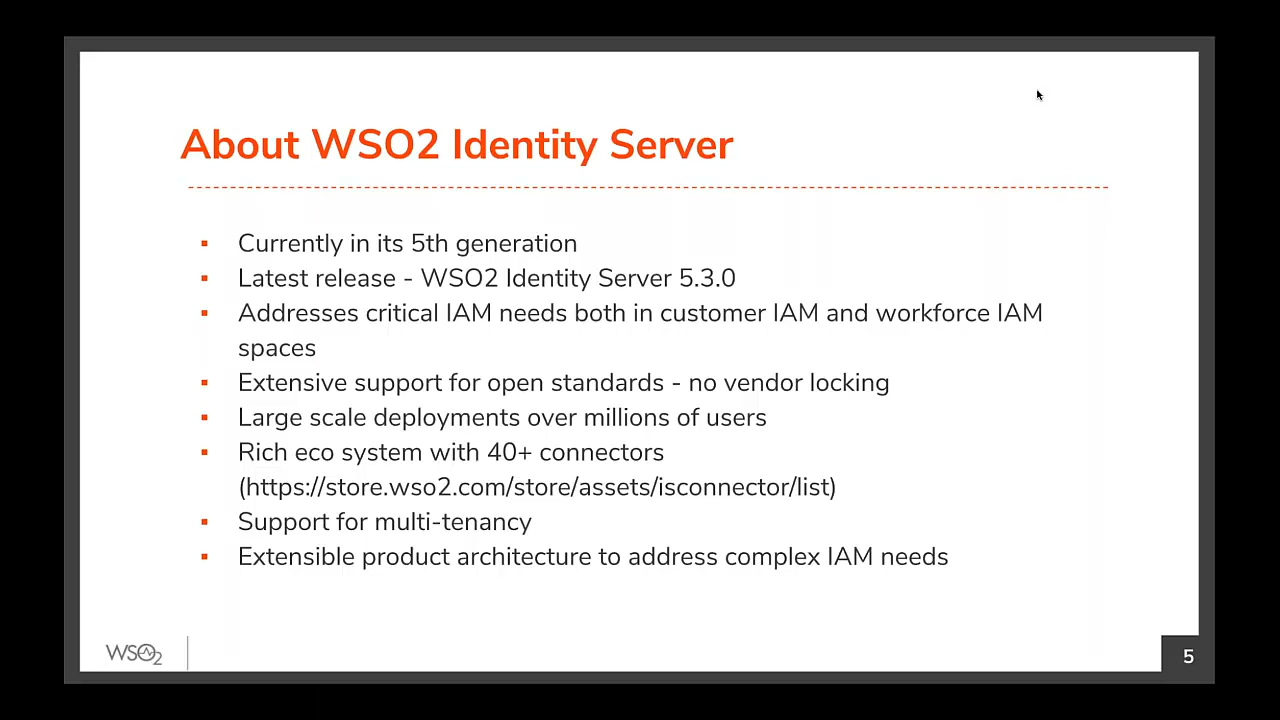 About WSO2 Identity Server
▪ Currently in its 5th generation
▪ Latest release - WSO2 Identity Server 5.3.0
▪ Addresses critical IAM needs both in customer IAM and workforce IAM
spaces
▪ Extensive support for open standards - no vendor locking
▪ Large scale deployments over millions of users
▪ Rich eco system with 40+ connectors
(https://store.wso2.com/store/assets/isconnector/list)
▪ Support for multi-tenancy
▪ Extensible product architecture to address complex IAM needs
WSO2
5